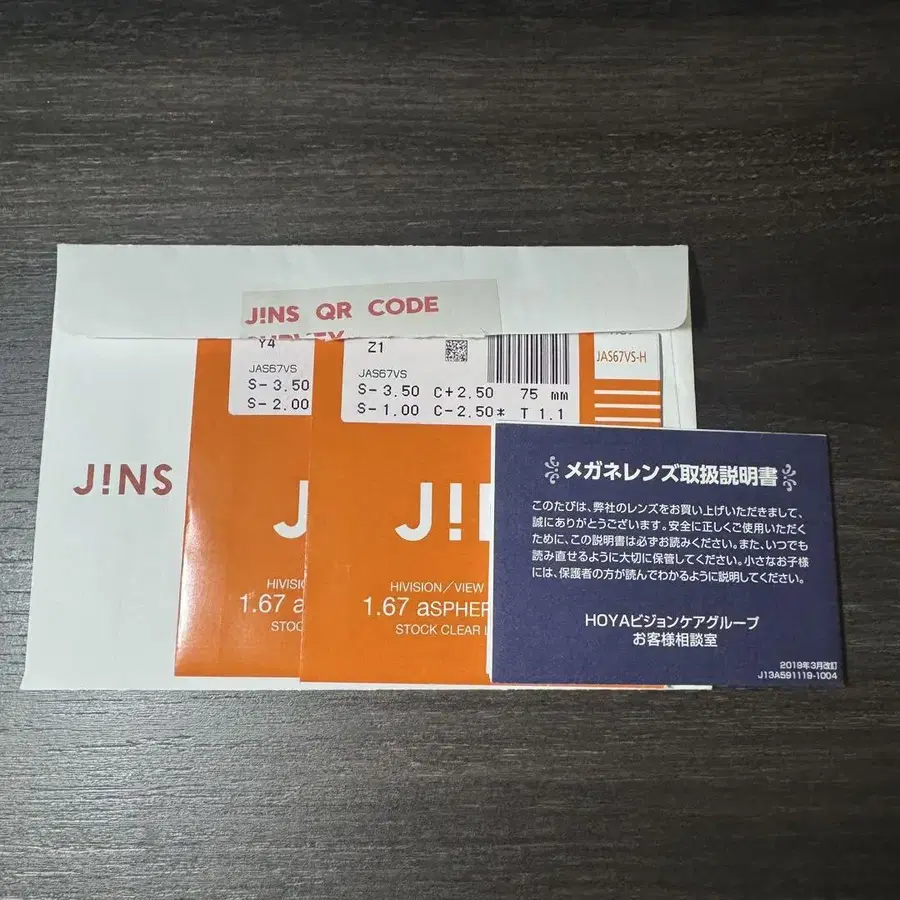 J!NS QR CODE
SURVEY
Y4
JAS67VS
S- 3.50
S- 2.00
Z1
JAS67VS
S- 3.50 C+2.50 75 mm
S- 1.00 C-2.50* T 1.1
JAS67VS-H
J!NS
HIVISION/VIEW
1.67 aSPHER
STOCK CLEAR L
1.67 a
STOC
メガネレンズ取扱説明書
このたびは、弊社のレンズをお買い上げいただきまして、
誠にありがとうございます。安全に正しくご使用いただく
ために、この説明書は必ずお読みください。また、いつでも
読み直せるように大切に保管してください。小さなお子様
には、保護者の方が読んでわかるように説明してください。
HOYAビジョンケアグループ
お客様相談室
2019年3月改訂
J13A591119-1004